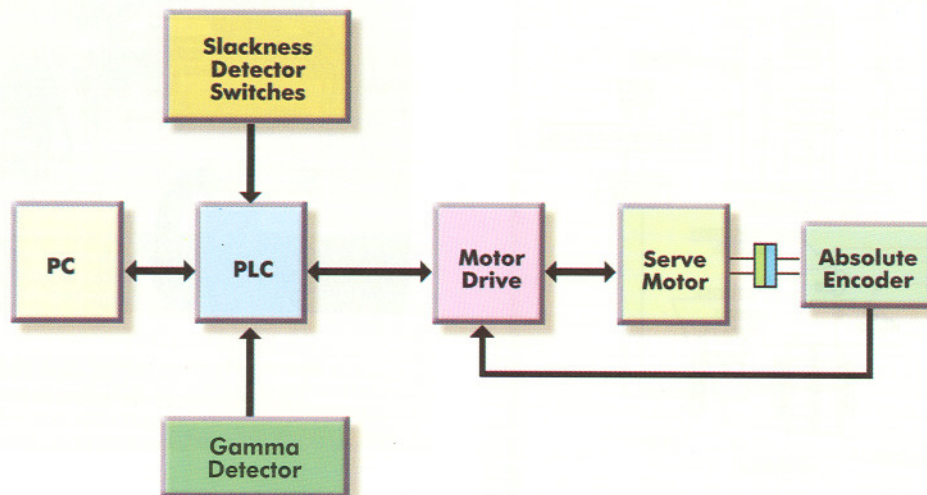 Slackness
Detector
Switches
PC
PLC
Motor
Drive
Serve
Motor
Absolute
Encoder
Gamma
Detector